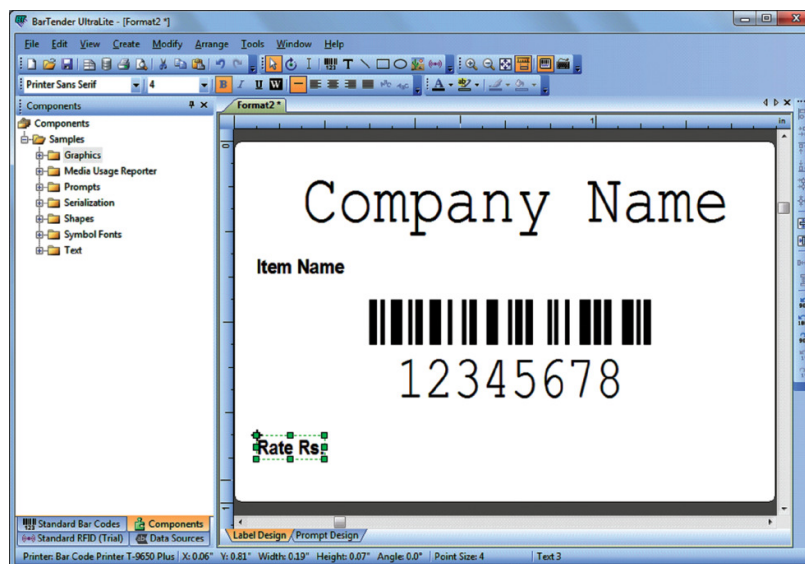 BarTender UltraLite - [Format2 *]
File Edit View Create Modify Arrange Tools Window Help
Printer Sans Serif 4 B I U W
Components
Format2 *
Components
Samples
Graphics
Media Usage Reporter
Prompts
Serialization
Shapes
Symbol Fonts
Text
in
0
1
Company Name
Item Name
12345678
Rate Rs.
Standard Bar Codes Components
Standard RFID (Trial) Data Sources
Label Design Prompt Design
Printer: Bar Code Printer T-9650 Plus X: 0.06" Y: 0.81" Width: 0.19" Height: 0.07" Angle: 0.0° Point Size: 4 Text 3